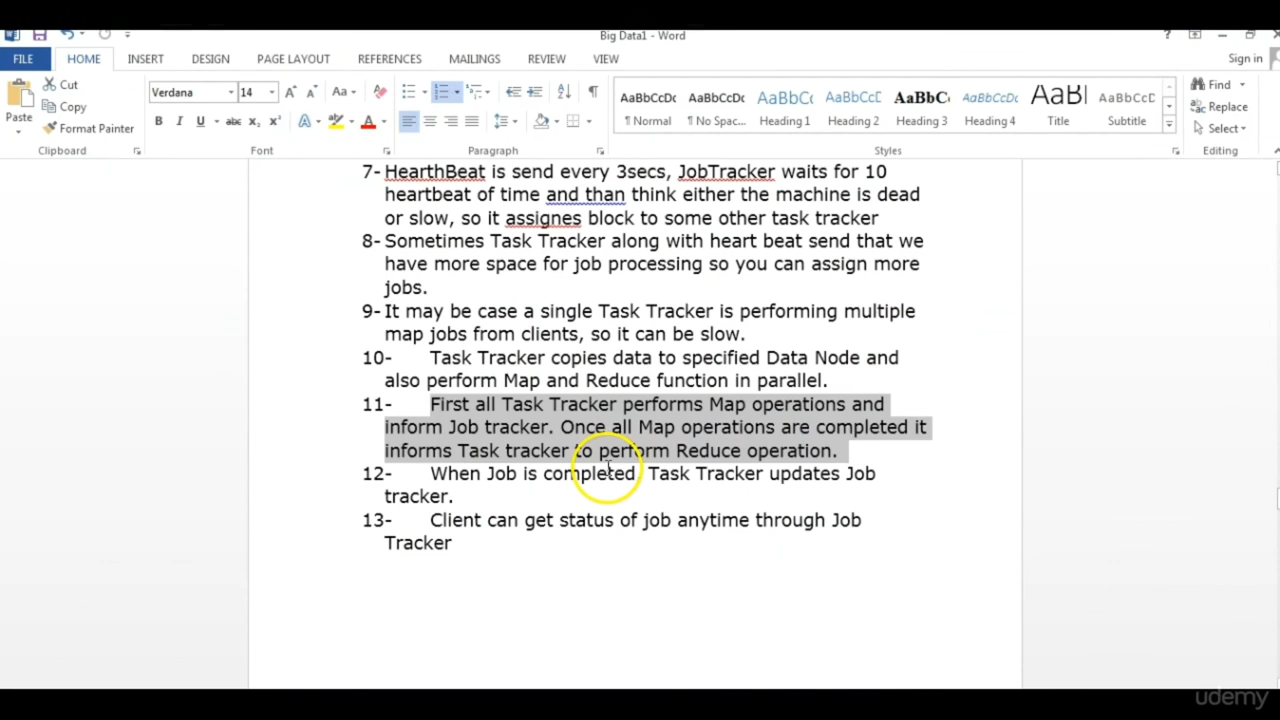 Big Data1 - Word
?
FILE
HOME
INSERT
DESIGN
PAGE LAYOUT
REFERENCES
MAILINGS
REVIEW
VIEW
Sign in
Paste
Cut
Copy
Format Painter
Clipboard
Verdana
14
Font
Paragraph
AaBbCcDc
¶ Normal
AaBbCcDc
¶ No Spac...
AaBbC(
Heading 1
AaBbCcC
Heading 2
AaBbC
Heading 3
AaBbCcDc
Heading 4
AaBl
Title
AaBbCcD
Subtitle
Styles
Find
Replace
Select
Editing
7- HearthBeat is send every 3secs, JobTracker waits for 10
heartbeat of time and than think either the machine is dead
or slow, so it assignes block to some other task tracker
8- Sometimes Task Tracker along with heart beat send that we
have more space for job processing so you can assign more
jobs.
9- It may be case a single Task Tracker is performing multiple
map jobs from clients, so it can be slow.
10- Task Tracker copies data to specified Data Node and
also perform Map and Reduce function in parallel.
11- First all Task Tracker performs Map operations and
inform Job tracker. Once all Map operations are completed it
informs Task tracker to perform Reduce operation.
12- When Job is completed, Task Tracker updates Job
tracker.
13- Client can get status of job anytime through Job
Tracker
udemy